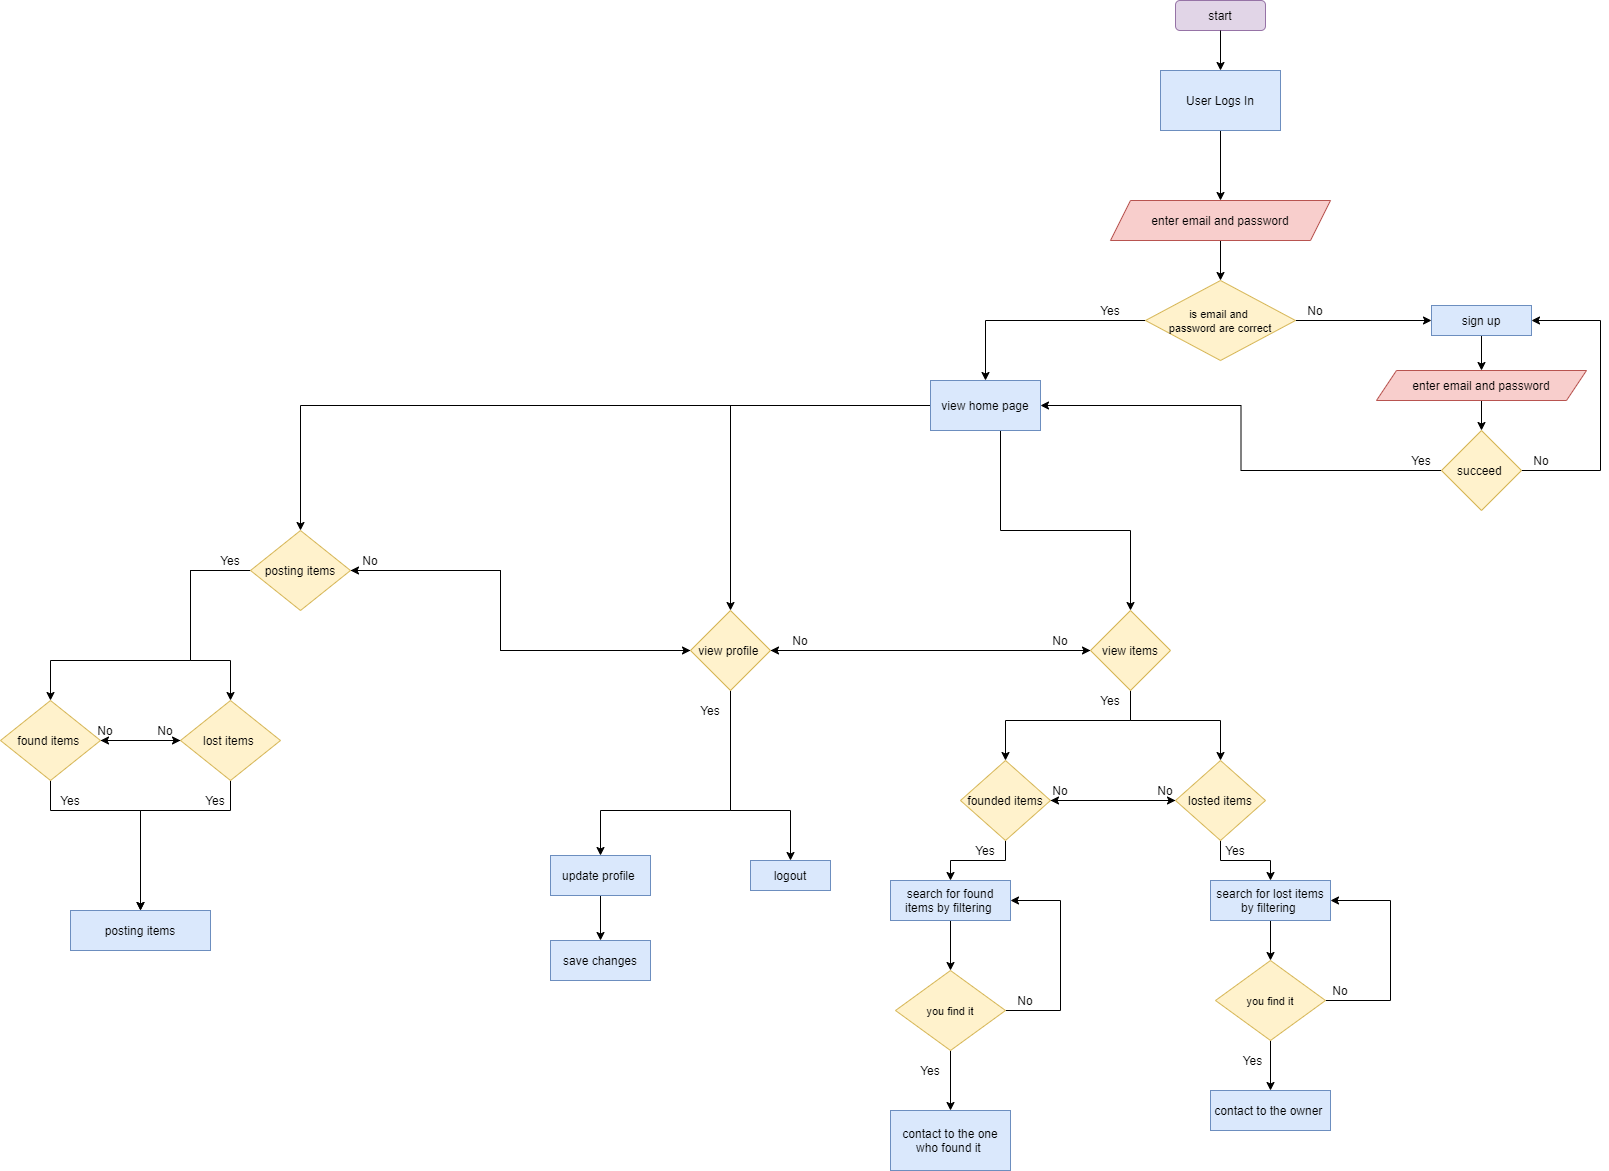 start
User Logs In
enter email and password
is email and
password are correct
Yes
No
sign up
enter email and password
succeed
Yes
No
view home page
posting items
Yes
No
view profile
No
No
view items
Yes
Yes
found items
No
No
lost items
Yes
Yes
posting items
update profile
logout
save changes
founded items
No
No
losted items
Yes
Yes
search for found
items by filtering
search for lost items
by filtering
you find it
No
you find it
No
Yes
Yes
contact to the one
who found it
contact to the owner